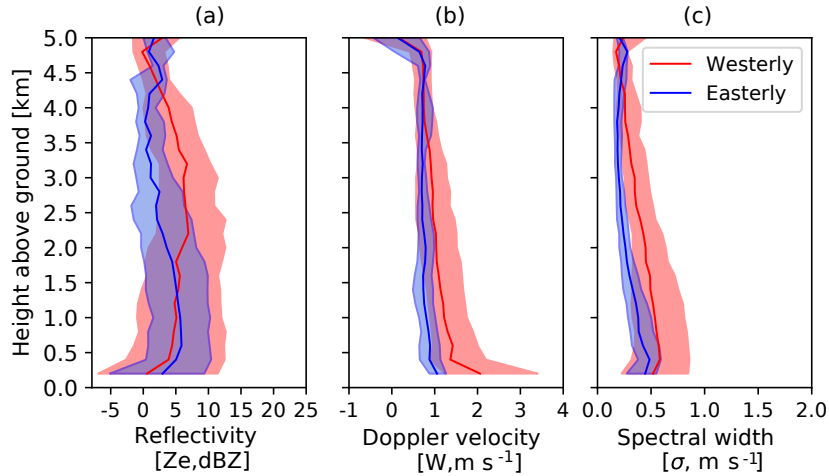 (a)
(b)
(c)
Height above ground [km]
5.0
4.5
4.0
3.5
3.0
2.5
2.0
1.5
1.0
0.5
0.0
Westerly
Easterly
-5 0 5 10 15 20 25
-1 0 1 2 3 4
0.0 0.5 1.0 1.5 2.0
Reflectivity
[Ze,dBZ]
Doppler velocity
[W,m s⁻¹]
Spectral width
[σ, m s⁻¹]